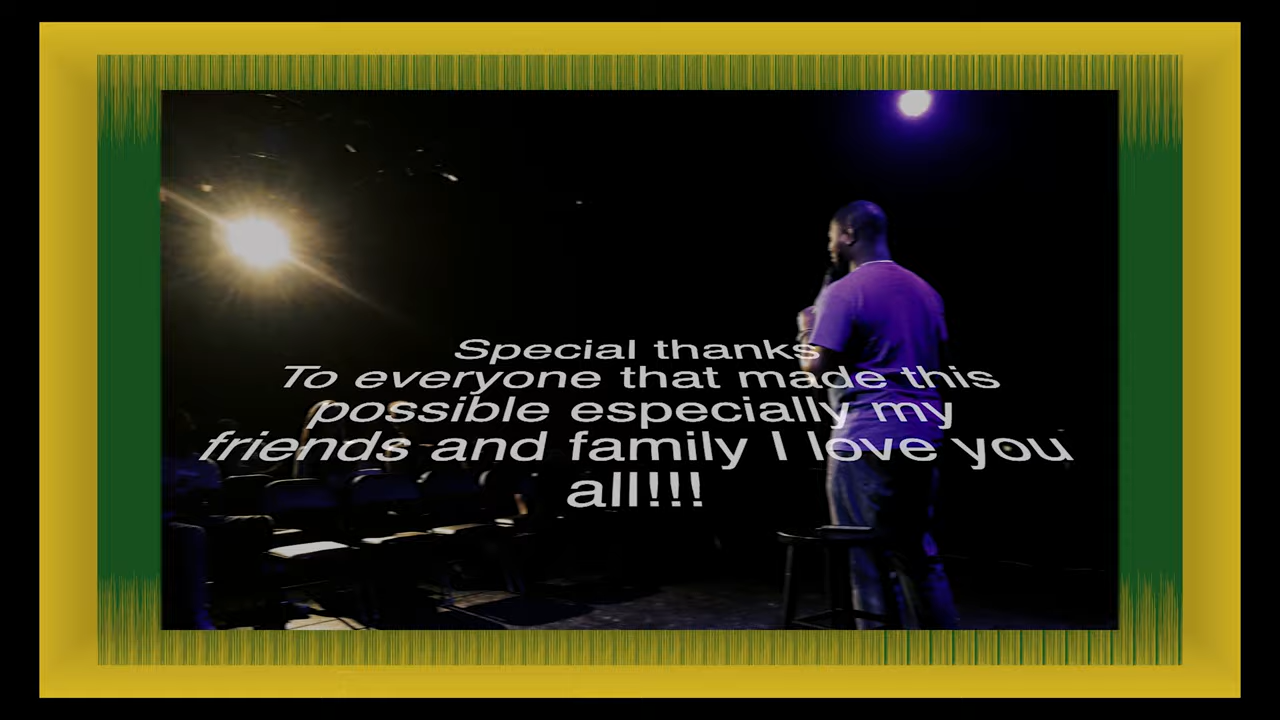 Special thanks
To everyone that made this
possible especially my
friends and family I love you
all!!!